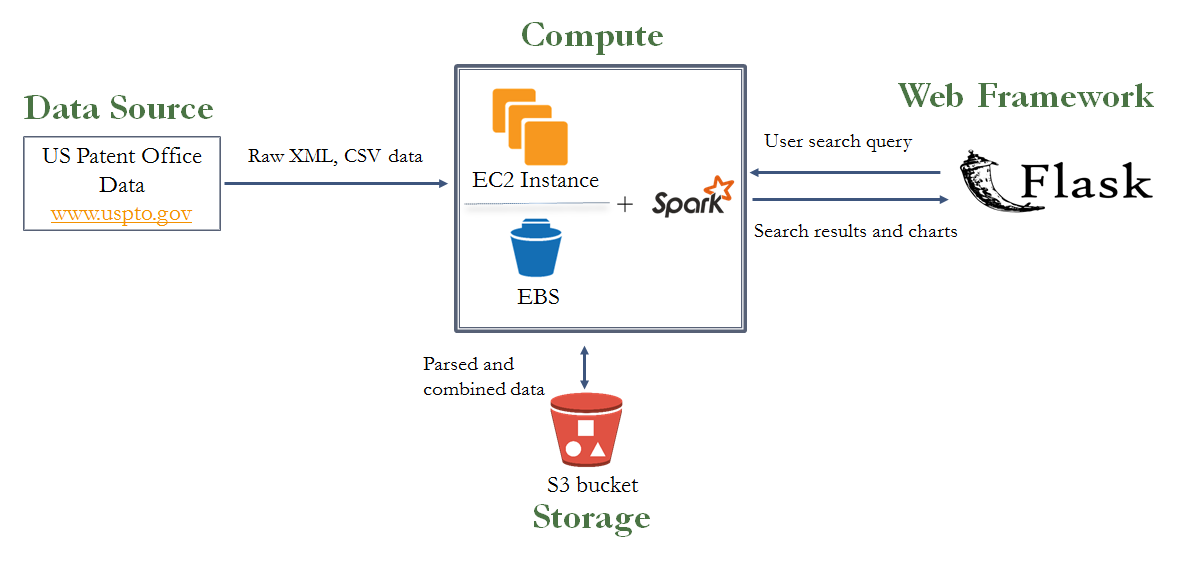 Compute
Data Source
Web Framework
US Patent Office
Data
www.uspto.gov
Raw XML, CSV data
EC2 Instance
+
Spark
EBS
User search query
Flask
Search results and charts
Parsed and
combined data
S3 bucket
Storage